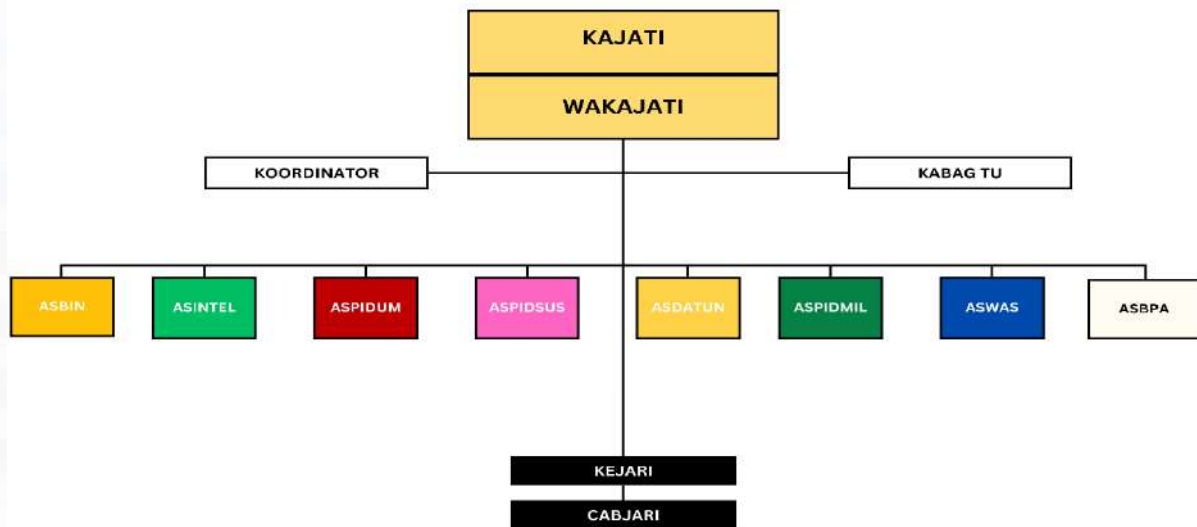 KAJATI
WAKAJATI
KOORDINATOR
KABAG TU
ASBIN
ASINTEL
ASPIDUM
ASPIDSUS
ASDATUN
ASPIDMIL
ASWAS
ASBPA
KEJARI
CABJARI